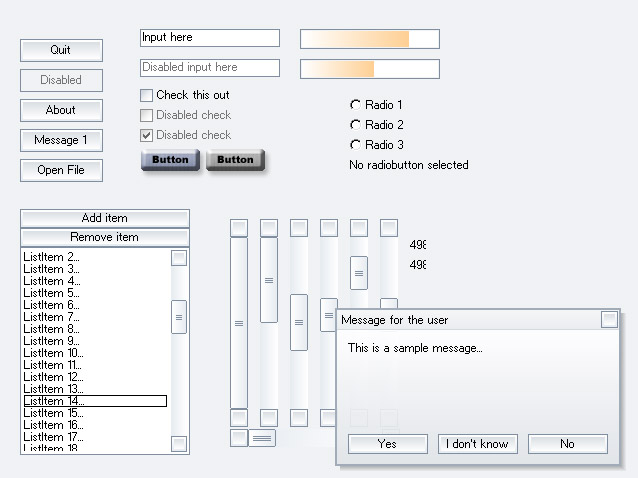 Input here
Quit
Disabled input here
Disabled
Check this out
Radio 1
About
Disabled check
Radio 2
Disabled check
Message 1
Radio 3
Button Button
Open File
No radiobutton selected
Add item
Remove item
ListItem 2...
ListItem 3...
ListItem 4...
ListItem 5...
ListItem 6...
ListItem 7...
ListItem 8...
ListItem 9...
ListItem 10...
ListItem 11...
ListItem 12...
ListItem 13...
ListItem 14...
ListItem 15...
ListItem 16...
ListItem 17...
ListItem 18
498
498
Message for the user
This is a sample message...
Yes
I don't know
No